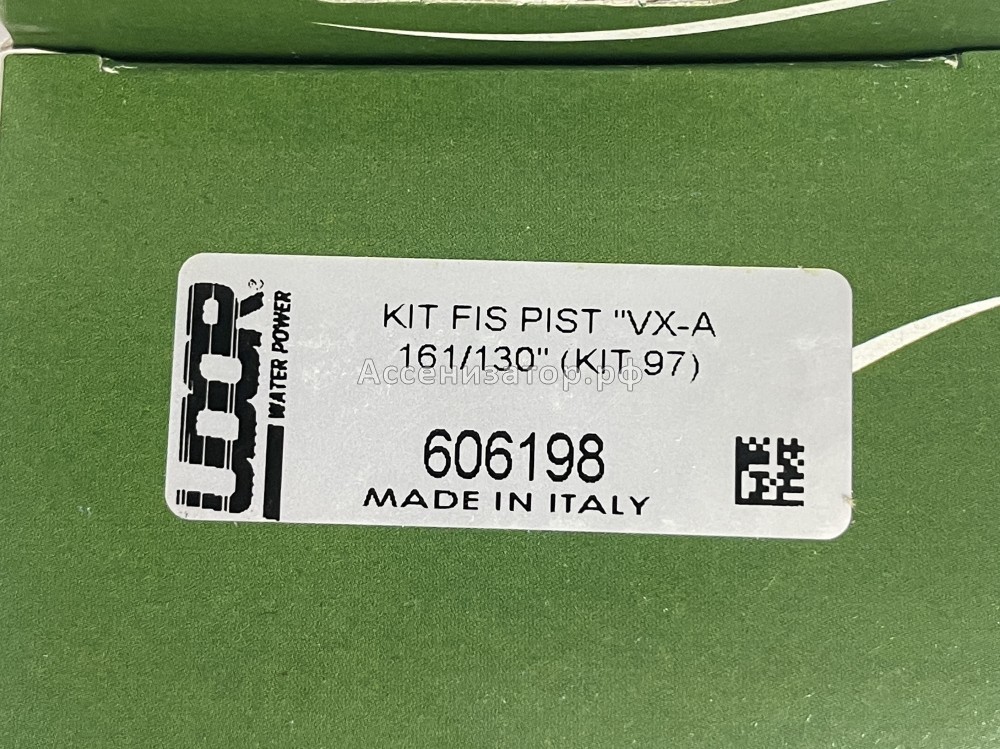 UDOR®
WATER POWER
KIT FIS PIST "VX-A
161/130" (KIT 97)
Ассенизатор.рф
606198
MADE IN ITALY